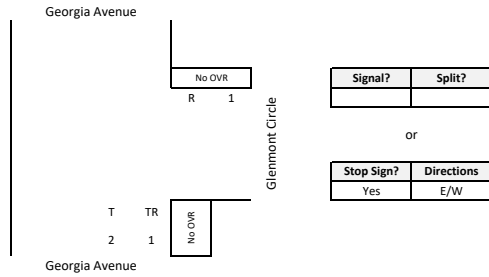 Georgia Avenue
No OVR
R 1
Glenmont Circle
Signal? Split?
or
Stop Sign? Directions
Yes E/W
T TR
No OVR
2 1
Georgia Avenue